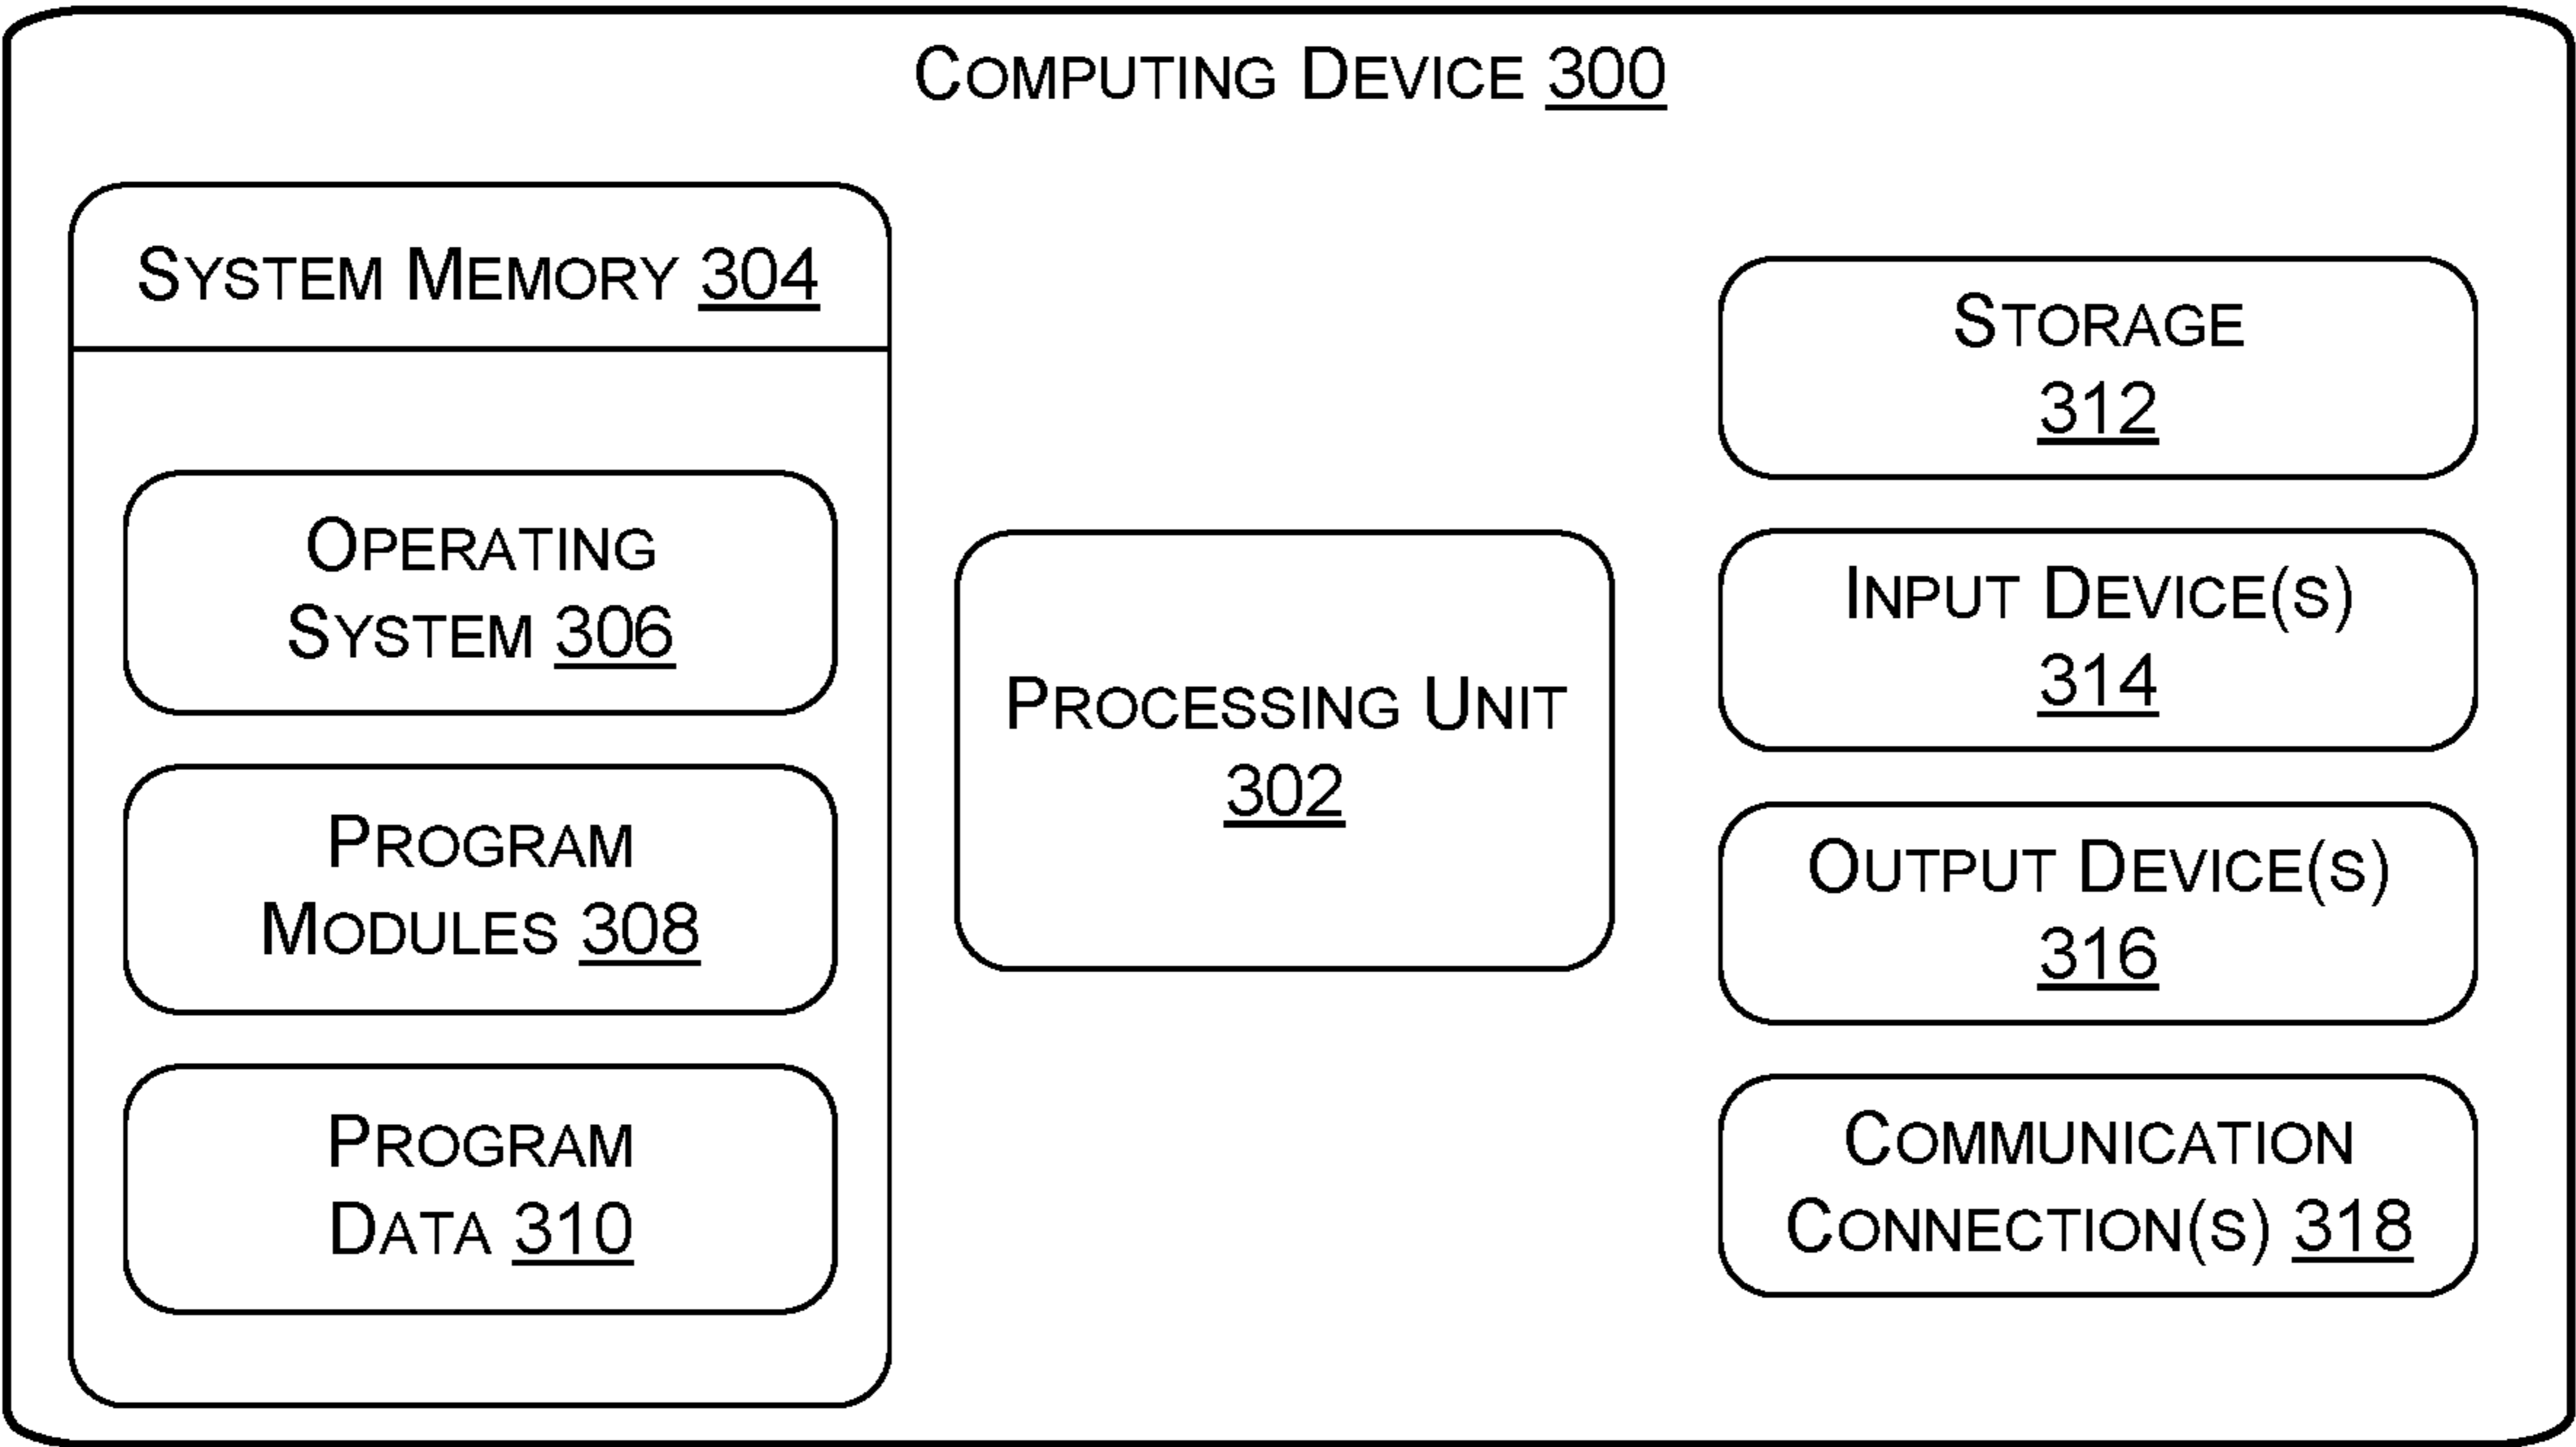 COMPUTING DEVICE 300
SYSTEM MEMORY 304
OPERATING
SYSTEM 306
PROGRAM
MODULES 308
PROGRAM
DATA 310
PROCESSING UNIT
302
STORAGE
312
INPUT DEVICE(S)
314
OUTPUT DEVICE(S)
316
COMMUNICATION
CONNECTION(S) 318